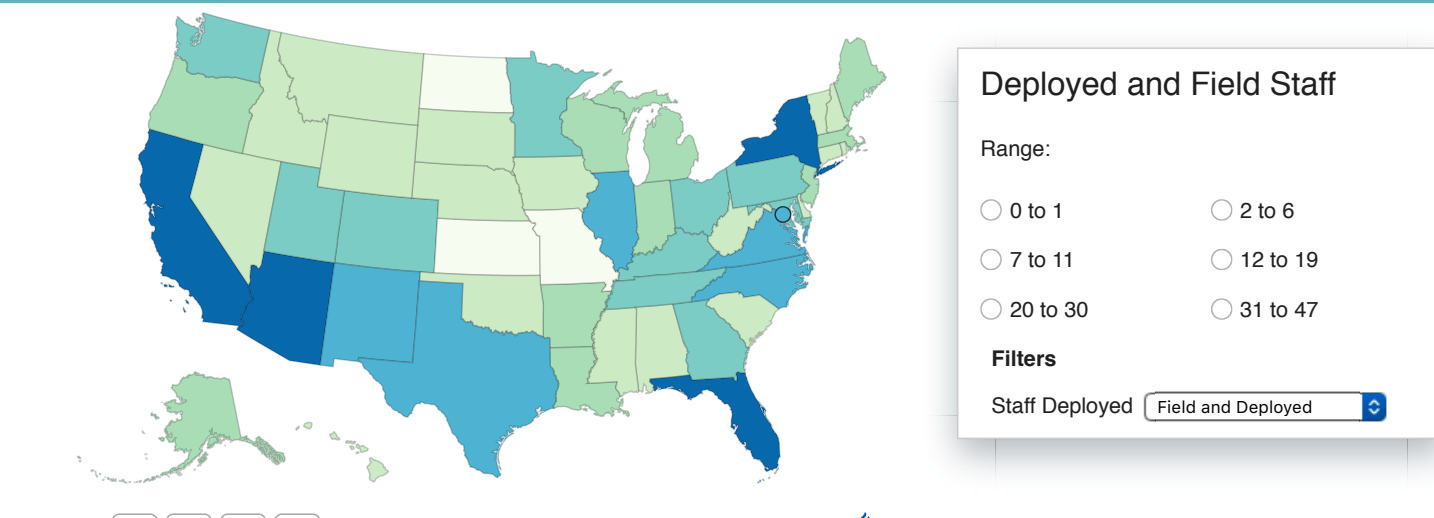 Deployed and Field Staff
Range:
0 to 1
2 to 6
7 to 11
12 to 19
20 to 30
31 to 47
Filters
Staff Deployed Field and Deployed